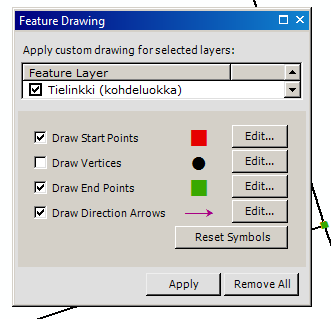 Feature Drawing
Apply custom drawing for selected layers:
Feature Layer
Tielinkki (kohdeluokka)
Draw Start Points Edit...
Draw Vertices Edit...
Draw End Points Edit...
Draw Direction Arrows Edit...
Reset Symbols
Apply Remove All